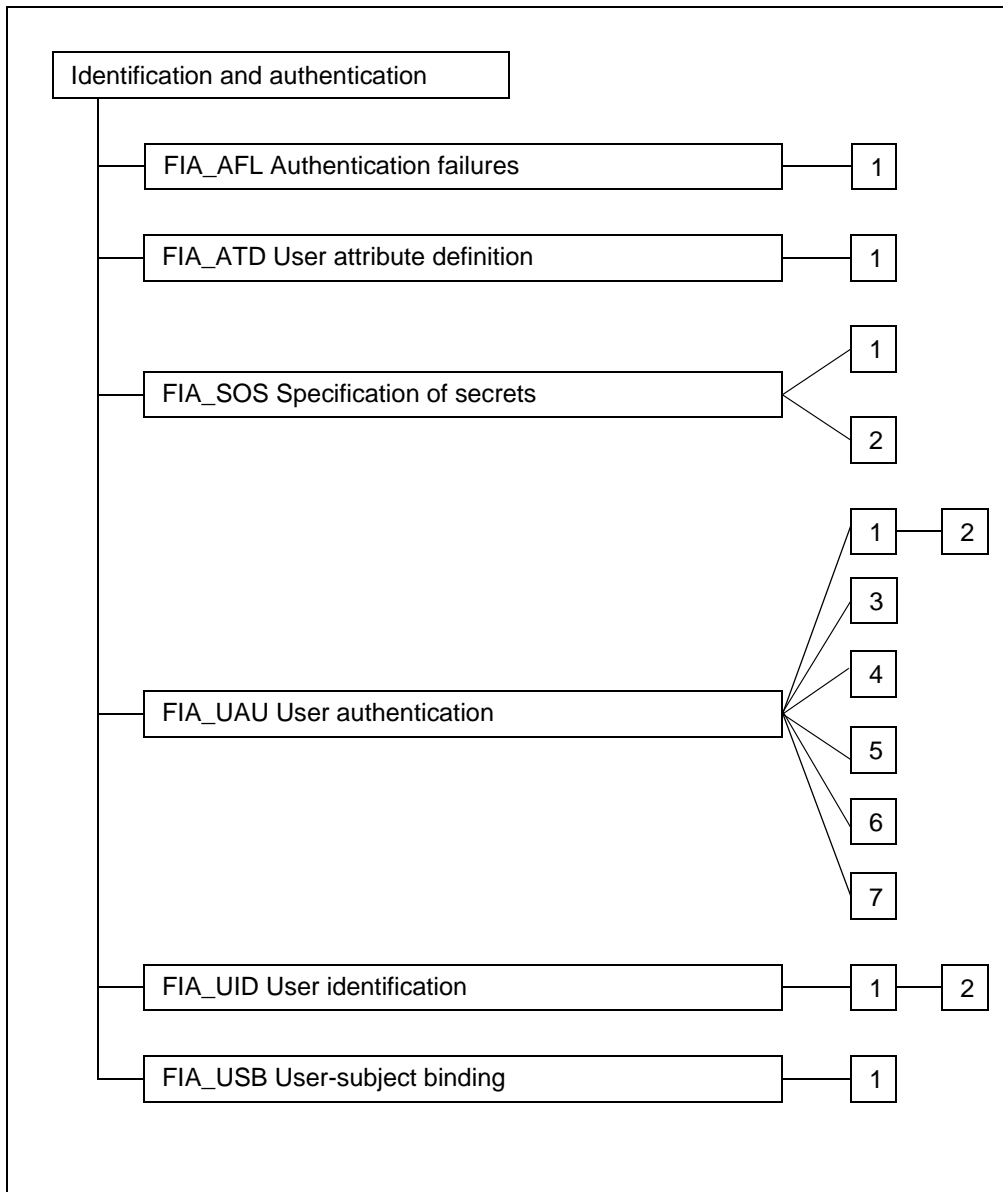 Identification and authentication
FIA_AFL Authentication failures 1
FIA_ATD User attribute definition 1
1
FIA_SOS Specification of secrets
2
1 2
3
4
FIA_UAU User authentication
5
6
7
FIA_UID User identification 1 2
FIA_USB User-subject binding 1